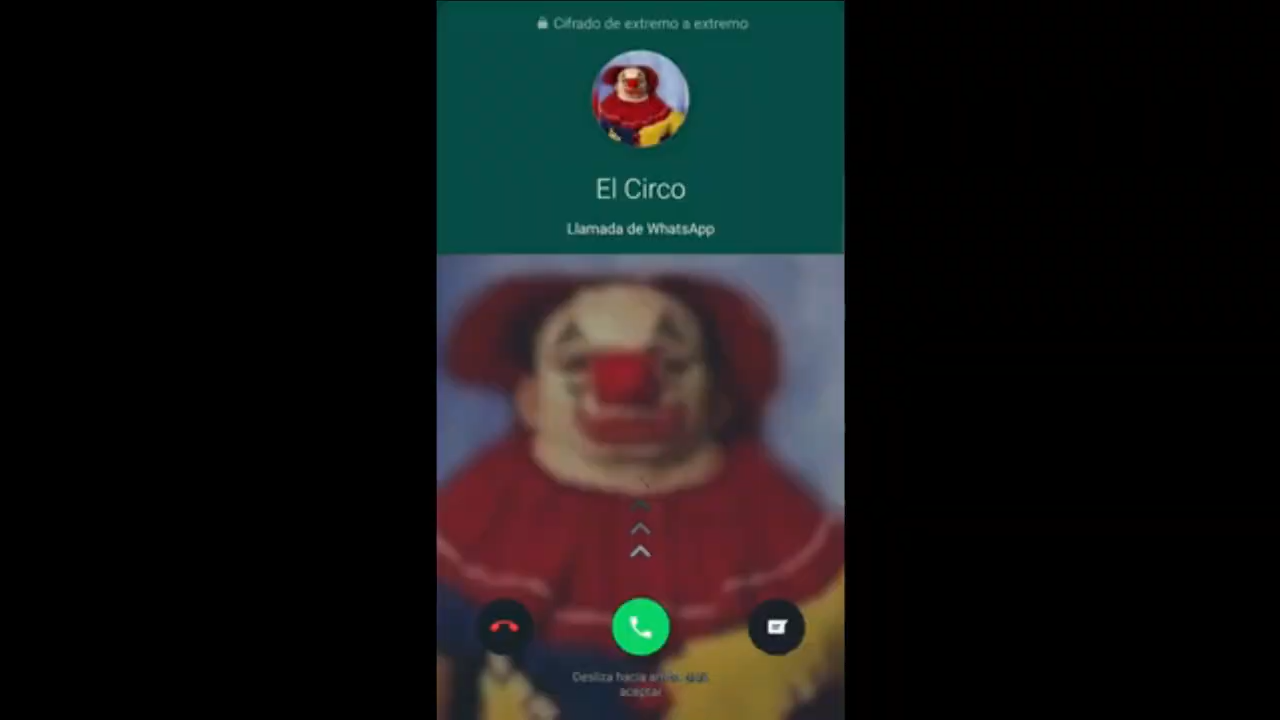 Cifrado de extremo a extremo
El Circo
Llamada de WhatsApp
Desliza hacia
aceptar